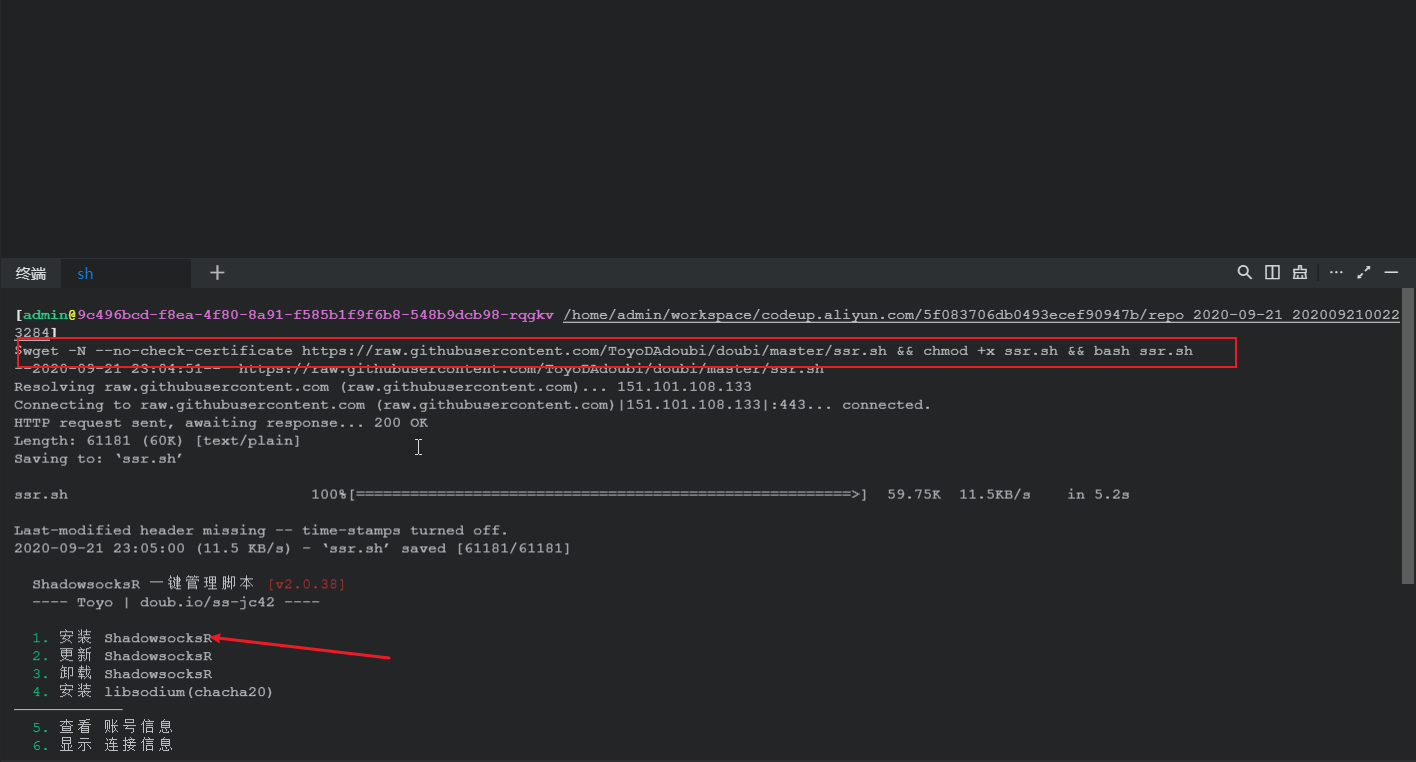 终端 sh
[admin@9c496bcd-f8ea-4f80-8a91-f585b1f9f6b8-548b9dcb98-rqgkv /home/admin/workspace/codeup.aliyun.com/5f083706db0493ecef90947b/repo_2020-09-21_202009210022
3284]
$wget -N --no-check-certificate https://raw.githubusercontent.com/ToyoDAdoubi/doubi/master/ssr.sh && chmod +x ssr.sh && bash ssr.sh
--2020-09-21 23:04:51-- https://raw.githubusercontent.com/ToyoDAdoubi/doubi/master/ssr.sh
Resolving raw.githubusercontent.com (raw.githubusercontent.com)... 151.101.108.133
Connecting to raw.githubusercontent.com (raw.githubusercontent.com)|151.101.108.133|:443... connected.
HTTP request sent, awaiting response... 200 OK
Length: 61181 (60K) [text/plain]
Saving to: ‘ssr.sh’
ssr.sh 100%[=======================================================>] 59.75K 11.5KB/s in 5.2s
Last-modified header missing -- time-stamps turned off.
2020-09-21 23:05:00 (11.5 KB/s) - ‘ssr.sh’ saved [61181/61181]
ShadowsocksR 一键管理脚本 [v2.0.38]
---- Toyo | doub.io/ss-jc42 ----
1. 安装 ShadowsocksR
2. 更新 ShadowsocksR
3. 卸载 ShadowsocksR
4. 安装 libsodium(chacha20)
————————————
5. 查看 账号信息
6. 显示 连接信息